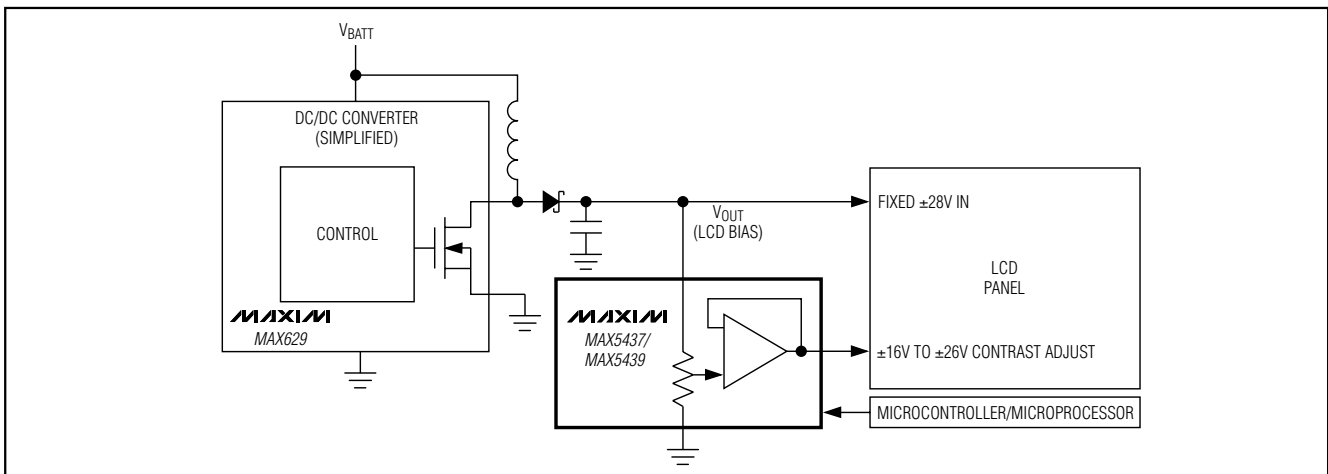 VBATT
DC/DC CONVERTER
(SIMPLIFIED)
CONTROL
MAXIM
MAX629
VOUT
(LCD BIAS)
MAXIM
MAX5437/
MAX5439
FIXED ±28V IN
LCD
PANEL
±16V TO ±26V CONTRAST ADJUST
MICROCONTROLLER/MICROPROCESSOR